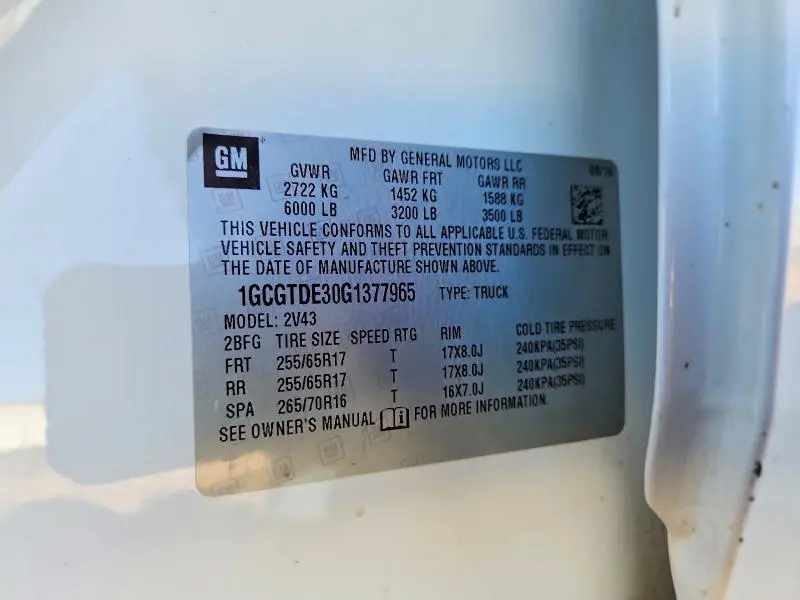 GM
MFD BY GENERAL MOTORS LLC
GVWR GAWR FRT GAWR RR
2722 KG 1452 KG 1588 KG
6000 LB 3200 LB 3500 LB
THIS VEHICLE CONFORMS TO ALL APPLICABLE U.S. FEDERAL MOTOR
VEHICLE SAFETY AND THEFT PREVENTION STANDARDS IN EFFECT ON
THE DATE OF MANUFACTURE SHOWN ABOVE.
1GCGTDE30G1377965 TYPE: TRUCK
MODEL: 2V43
2BFG TIRE SIZE SPEED RTG RIM COLD TIRE PRESSURE
FRT 255/65R17 T 17X8.0J 240KPA(35PSI)
RR 255/65R17 T 17X8.0J 240KPA(35PSI)
SPA 265/70R16 T 16X7.0J 240KPA(35PSI)
SEE OWNER'S MANUAL FOR MORE INFORMATION.